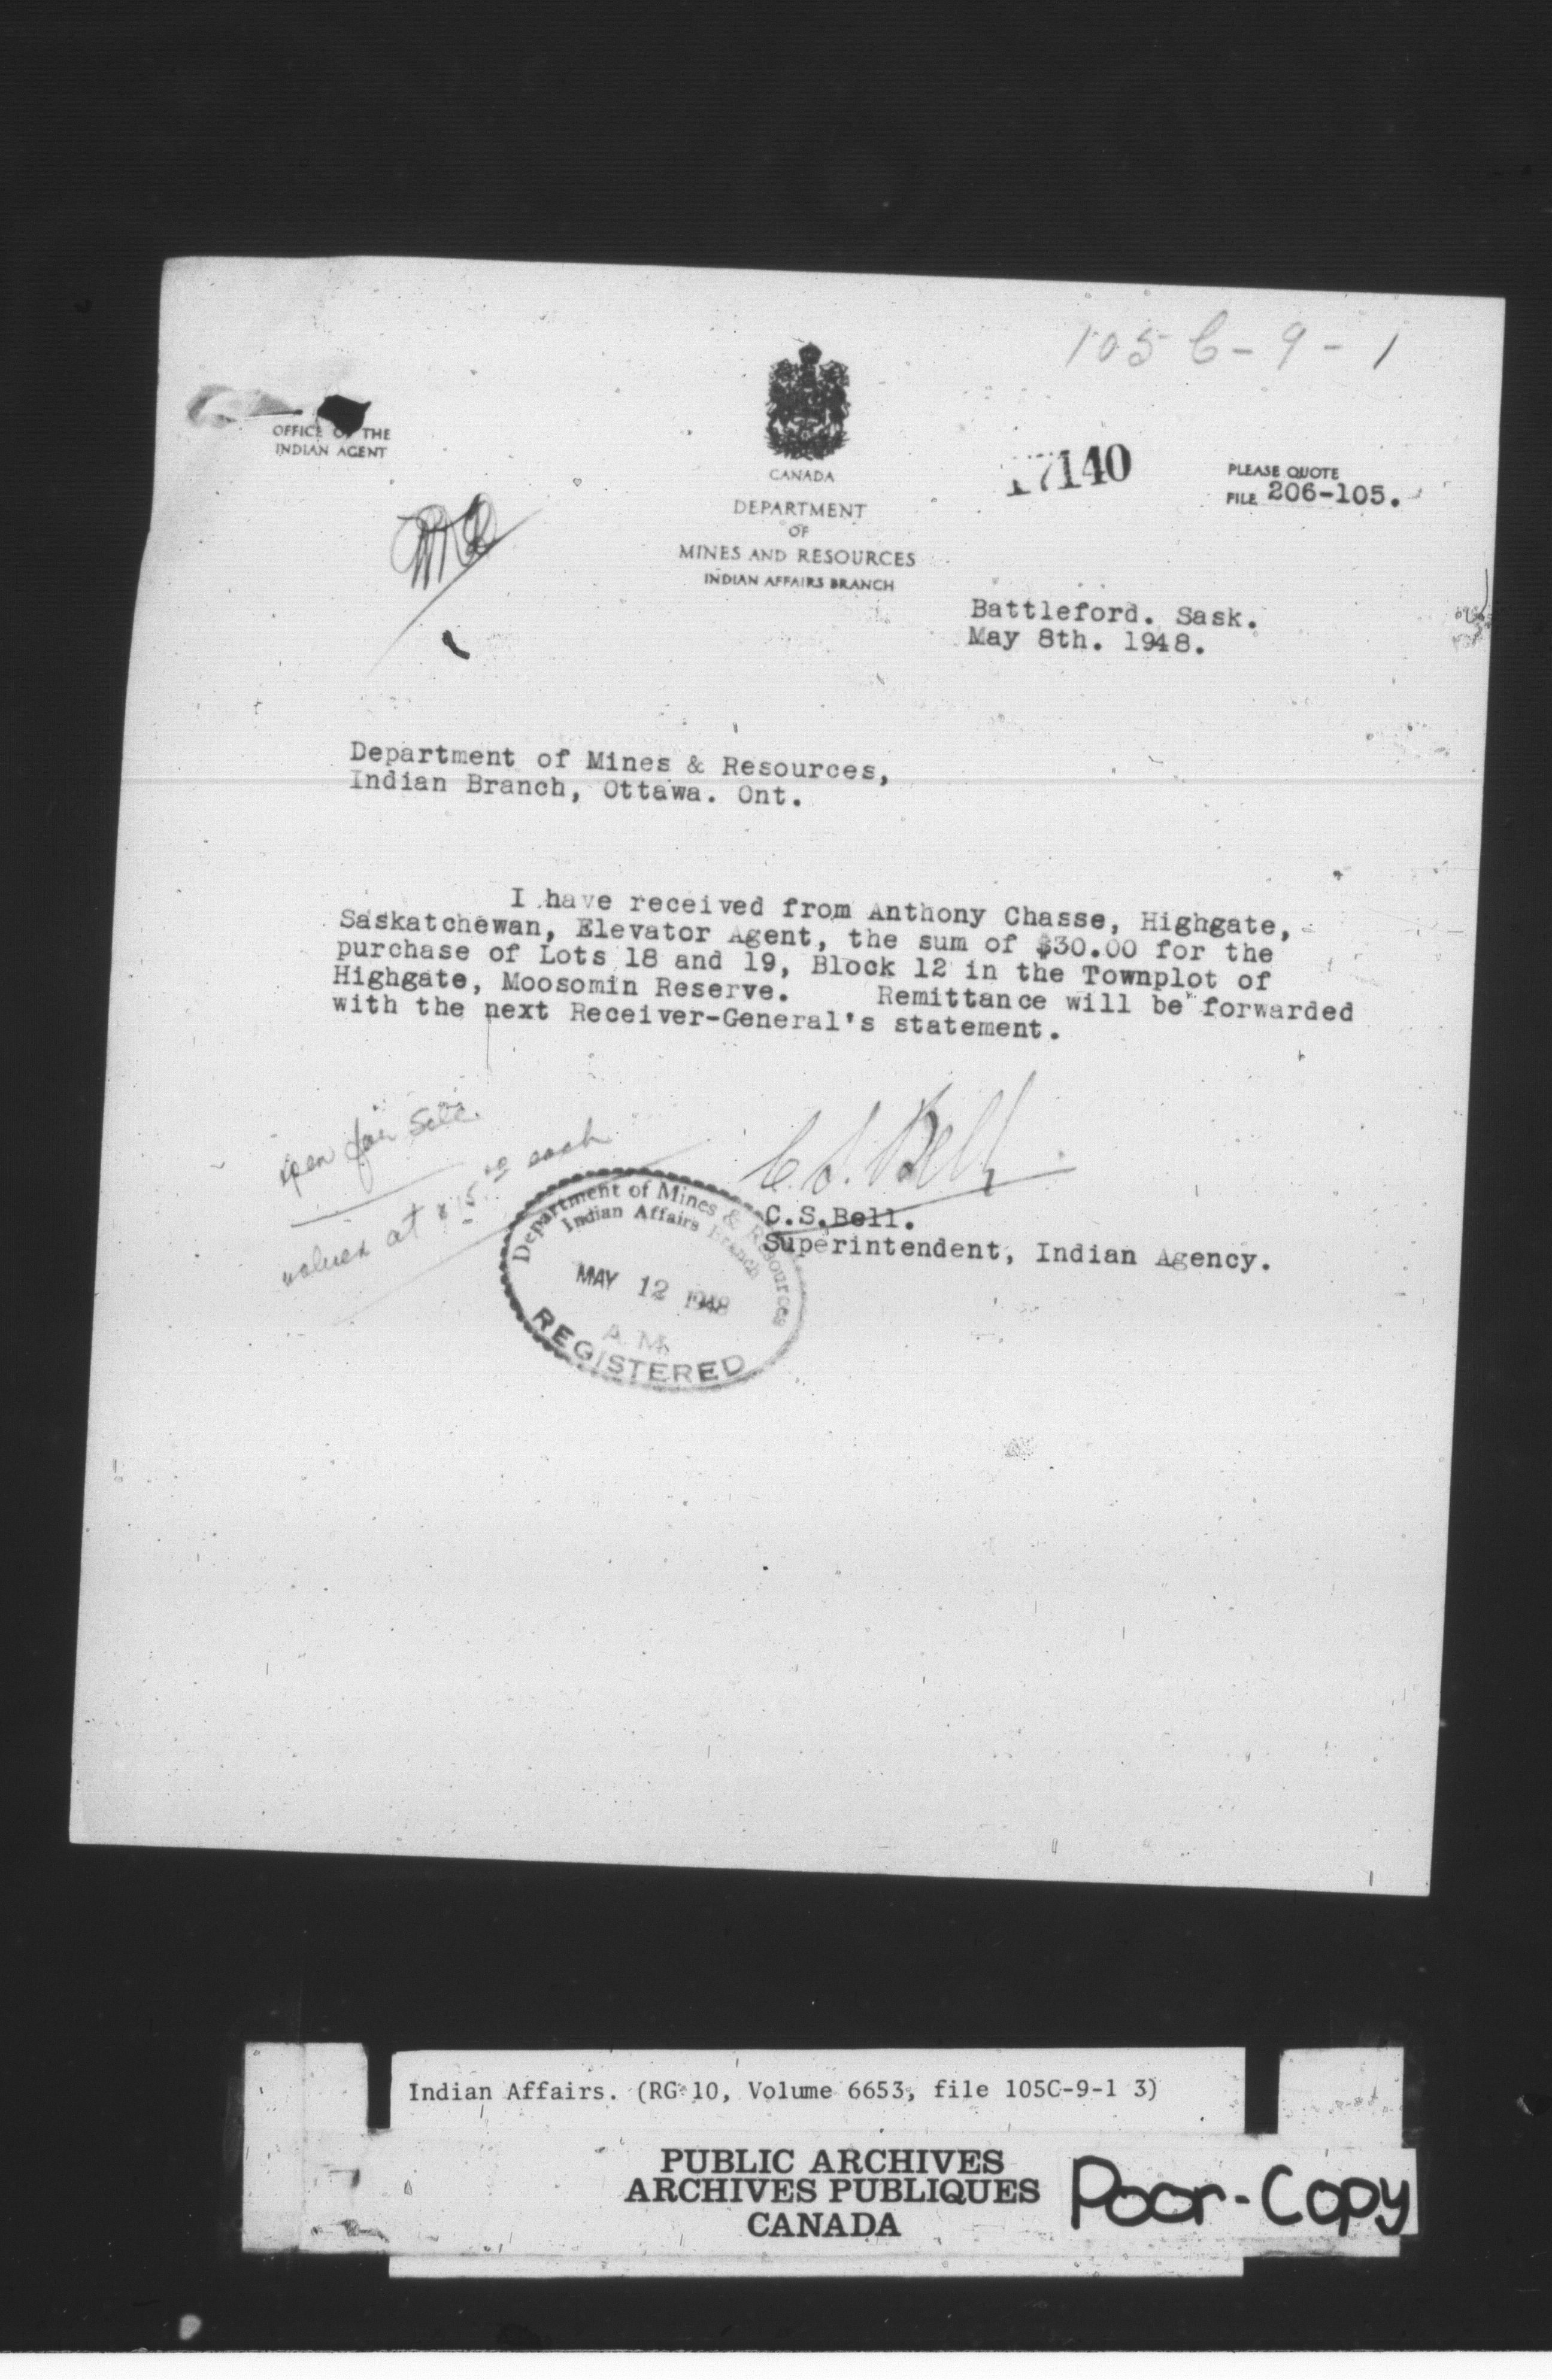 105 C-9-1
OFFICE OF THE
INDIAN AGENT
CANADA
DEPARTMENT
OF
MINES AND RESOURCES
INDIAN AFFAIRS BRANCH
17140
PLEASE QUOTE
FILE 206-105.
Battleford. Sask.
May 8th. 1948.
Department of Mines & Resources,
Indian Branch, Ottawa. Ont.
I have received from Anthony Chasse, Highgate,
Saskatchewan, Elevator Agent, the sum of $30.00 for the
purchase of Lots 18 and 19, Block 12 in the Townplot of
Highgate, Moosomin Reserve. Remittance will be forwarded
with the next Receiver-General's statement.
open for sale
values at $15.00 each
C.S. Bell
C.S.Bell.
Superintendent, Indian Agency.
Department of Mines & Resources
Indian Affairs Branch
MAY 12 1948
A.M.
REGISTERED
Indian Affairs. (RG 10, Volume 6653, file 105C-9-1 3)
PUBLIC ARCHIVES
ARCHIVES PUBLIQUES
CANADA
Poor-Copy